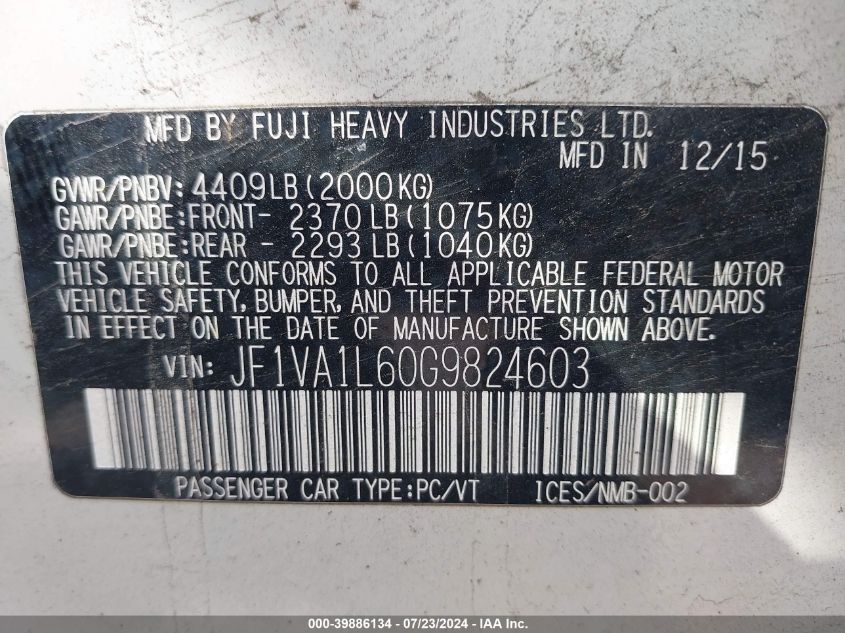 MFD BY FUJI HEAVY INDUSTRIES LTD.
MFD IN 12/15
GVWR/PNBV: 4409LB(2000KG)
GAWR/PNBE:FRONT- 2370 LB(1075KG)
GAWR/PNBE:REAR - 2293 LB(1040KG)
THIS VEHICLE CONFORMS TO ALL APPLICABLE FEDERAL MOTOR
VEHICLE SAFETY, BUMPER, AND THEFT PREVENTION STANDARDS
IN EFFECT ON THE DATE OF MANUFACTURE SHOWN ABOVE.
VIN: JF1VA1L60G9824603
PASSENGER CAR TYPE:PC/VT ICES/NMB-002
000-39886134 - 07/23/2024 - IAA Inc.